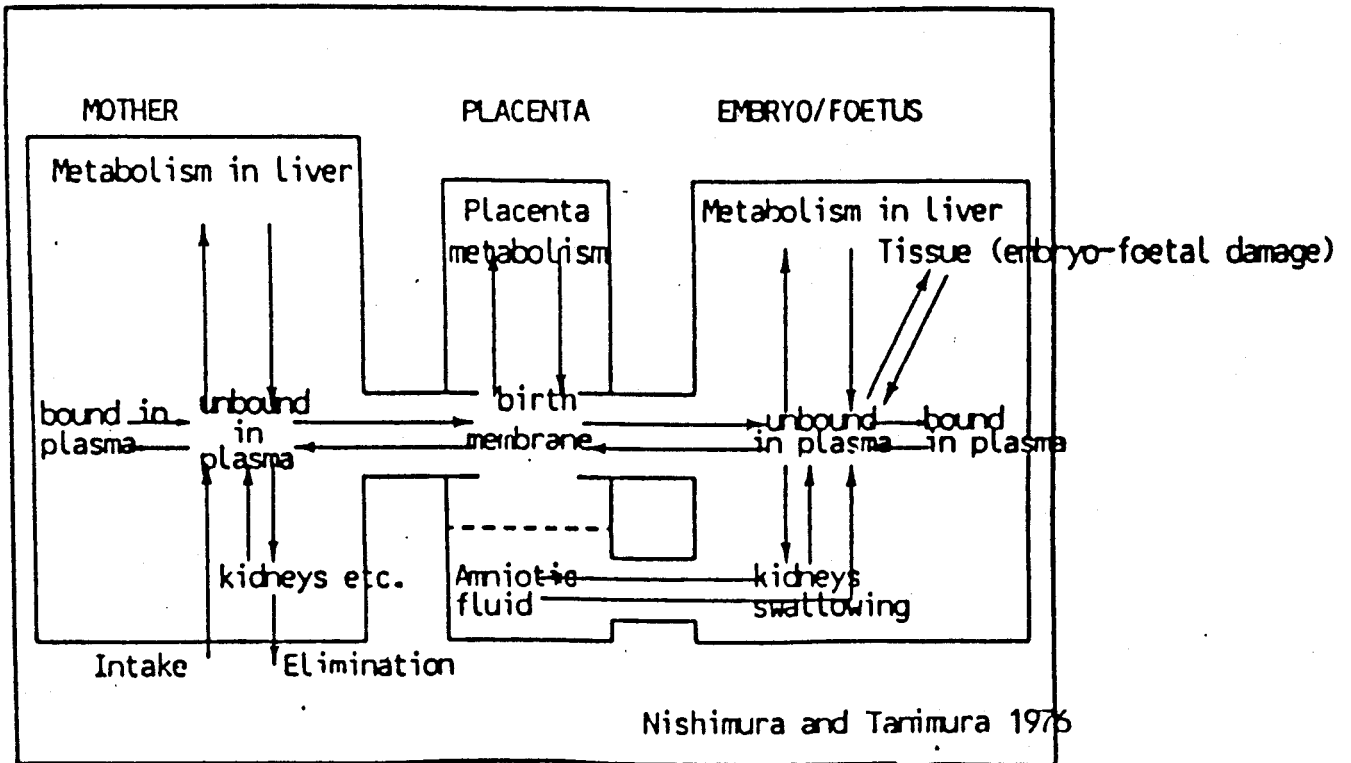 MOTHER PLACENTA EMBRYO/FOETUS
Metabolism in liver
Placenta
metabolism
Metabolism in liver
Tissue (embryo-foetal damage)
bound in
plasma
unbound
in
plasma
birth
membrane
unbound
in plasma
bound
in plasma
kidneys etc.
Amniotic
fluid
kidneys
swallowing
Intake
Elimination
Nishimura and Tanimura 1976